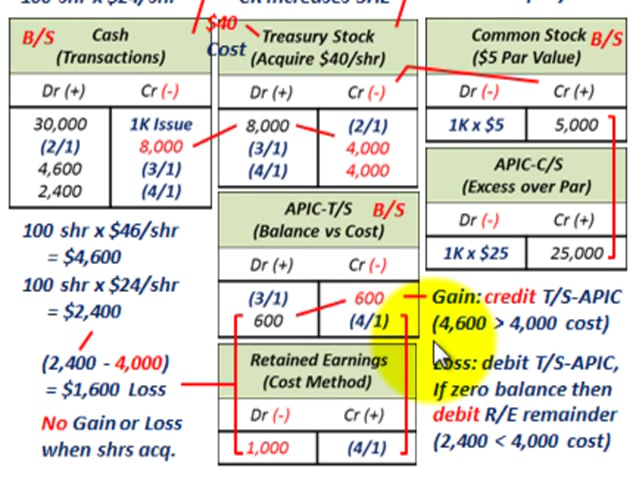 $40
Cost
B/S Cash
(Transactions)
Dr (+) Cr (-)
30,000 1K Issue
(2/1) 8,000
4,600 (3/1)
2,400 (4/1)
Treasury Stock
(Acquire $40/shr)
Dr (+) Cr (-)
8,000 (2/1)
(3/1) 4,000
(4/1) 4,000
Common Stock B/S
($5 Par Value)
Dr (-) Cr (+)
1K x $5 5,000
APIC-C/S
(Excess over Par)
Dr (-) Cr (+)
1K x $25 25,000
APIC-T/S B/S
(Balance vs Cost)
Dr (+) Cr (-)
(3/1) 600
600 (4/1)
Retained Earnings
(Cost Method)
Dr (-) Cr (+)
1,000 (4/1)
100 shr x $46/shr
= $4,600
100 shr x $24/shr
= $2,400
(2,400 - 4,000)
= $1,600 Loss
No Gain or Loss
when shrs acq.
Gain: credit T/S-APIC
(4,600 > 4,000 cost)
Loss: debit T/S-APIC,
If zero balance then
debit R/E remainder
(2,400 < 4,000 cost)